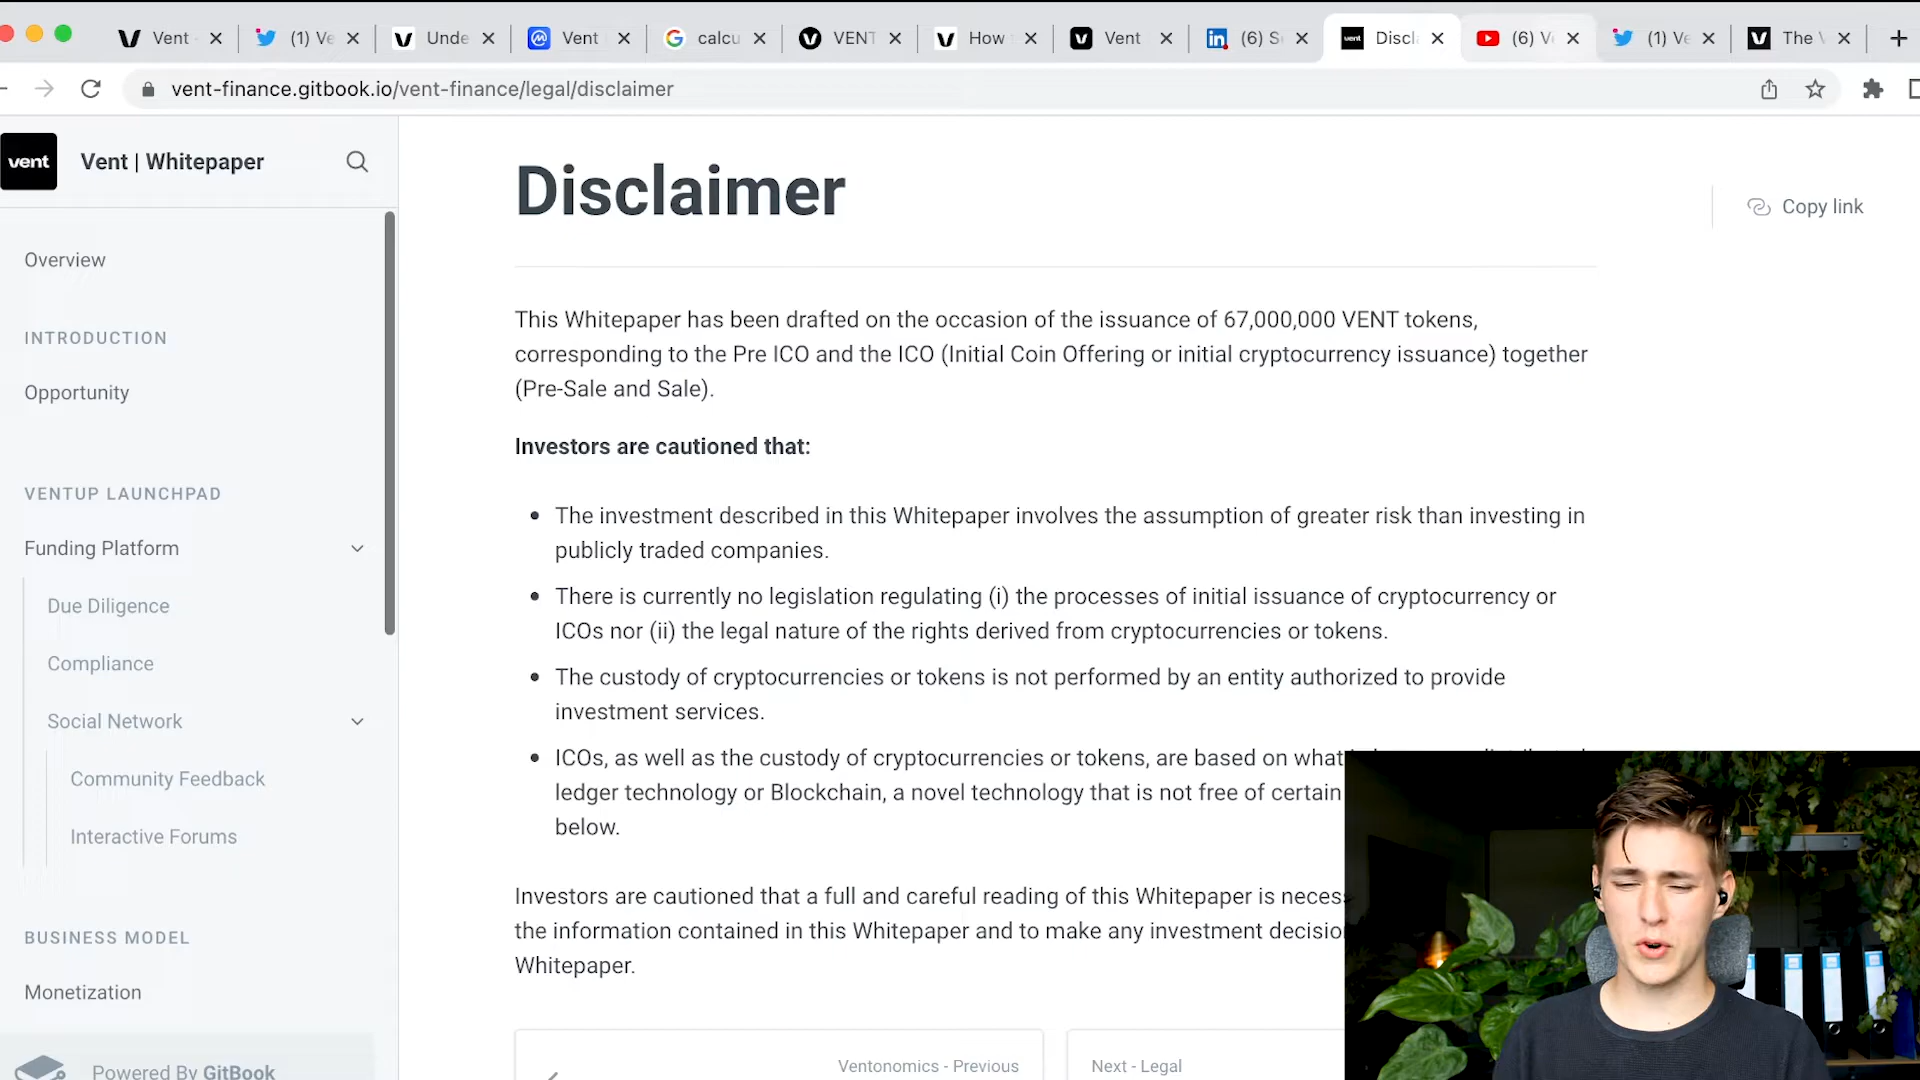 Vent
(1) Ve
Unde
Vent
calcu
VENT
How
Vent
(6) S
Discl
(6) V
(1) Ve
The
vent-finance.gitbook.io/vent-finance/legal/disclaimer
vent
Vent | Whitepaper
Disclaimer
Copy link
Overview
INTRODUCTION
Opportunity
VENTUP LAUNCHPAD
Funding Platform
Due Diligence
Compliance
Social Network
Community Feedback
Interactive Forums
BUSINESS MODEL
Monetization
Powered By GitBook
This Whitepaper has been drafted on the occasion of the issuance of 67,000,000 VENT tokens,
corresponding to the Pre ICO and the ICO (Initial Coin Offering or initial cryptocurrency issuance) together
(Pre-Sale and Sale).
Investors are cautioned that:
• The investment described in this Whitepaper involves the assumption of greater risk than investing in
publicly traded companies.
• There is currently no legislation regulating (i) the processes of initial issuance of cryptocurrency or
ICOs nor (ii) the legal nature of the rights derived from cryptocurrencies or tokens.
• The custody of cryptocurrencies or tokens is not performed by an entity authorized to provide
investment services.
• ICOs, as well as the custody of cryptocurrencies or tokens, are based on what
ledger technology or Blockchain, a novel technology that is not free of certain
below.
Investors are cautioned that a full and careful reading of this Whitepaper is neces
the information contained in this Whitepaper and to make any investment decisio
Whitepaper.
Ventonomics - Previous
Next - Legal